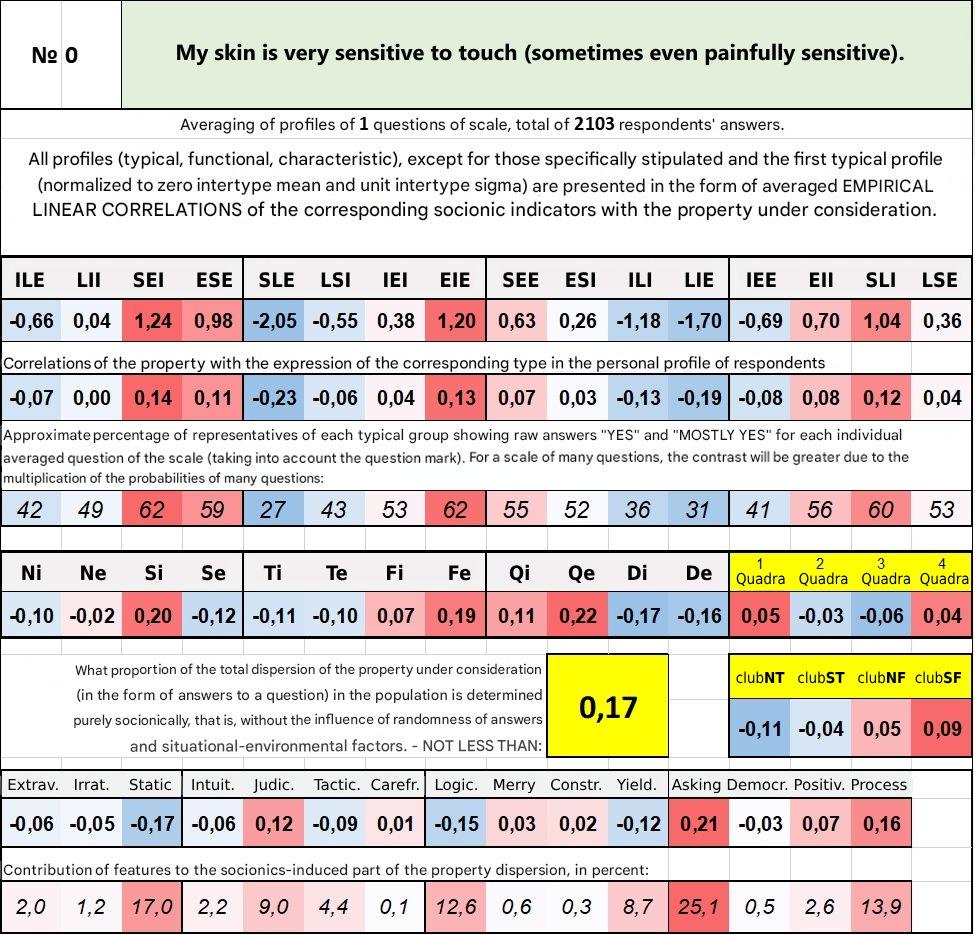 № 0
My skin is very sensitive to touch (sometimes even painfully sensitive).
Averaging of profiles of 1 questions of scale, total of 2103 respondents' answers.
All profiles (typical, functional, characteristic), except for those specifically stipulated and the first typical profile
(normalized to zero intertype mean and unit intertype sigma) are presented in the form of averaged EMPIRICAL
LINEAR CORRELATIONS of the corresponding socionic indicators with the property under consideration.
ILE LII SEI ESE SLE LSI IEI EIE SEE ESI ILI LIE IEE EII SLI LSE
-0,66 0,04 1,24 0,98 -2,05 -0,55 0,38 1,20 0,63 0,26 -1,18 -1,70 -0,69 0,70 1,04 0,36
Correlations of the property with the expression of the corresponding type in the personal profile of respondents
-0,07 0,00 0,14 0,11 -0,23 -0,06 0,04 0,13 0,07 0,03 -0,13 -0,19 -0,08 0,08 0,12 0,04
Approximate percentage of representatives of each typical group showing raw answers "YES" and "MOSTLY YES" for each individual
averaged question of the scale (taking into account the question mark). For a scale of many questions, the contrast will be greater due to the
multiplication of the probabilities of many questions:
42 49 62 59 27 43 53 62 55 52 36 31 41 56 60 53
Ni Ne Si Se Ti Te Fi Fe Qi Qe Di De 1 Quadra 2 Quadra 3 Quadra 4 Quadra
-0,10 -0,02 0,20 -0,12 -0,11 -0,10 0,07 0,19 0,11 0,22 -0,17 -0,16 0,05 -0,03 -0,06 0,04
What proportion of the total dispersion of the property under consideration
(in the form of answers to a question) in the population is determined
purely socionically, that is, without the influence of randomness of answers
and situational-environmental factors. - NOT LESS THAN:
0,17
clubNT clubST clubNF clubSF
-0,11 -0,04 0,05 0,09
Extrav. Irrat. Static Intuit. Judic. Tactic. Carefr. Logic. Merry Constr. Yield. Asking Democr. Positiv. Process
-0,06 -0,05 -0,17 -0,06 0,12 -0,09 0,01 -0,15 0,03 0,02 -0,12 0,21 -0,03 0,07 0,16
Contribution of features to the socionics-induced part of the property dispersion, in percent:
2,0 1,2 17,0 2,2 9,0 4,4 0,1 12,6 0,6 0,3 8,7 25,1 0,5 2,6 13,9